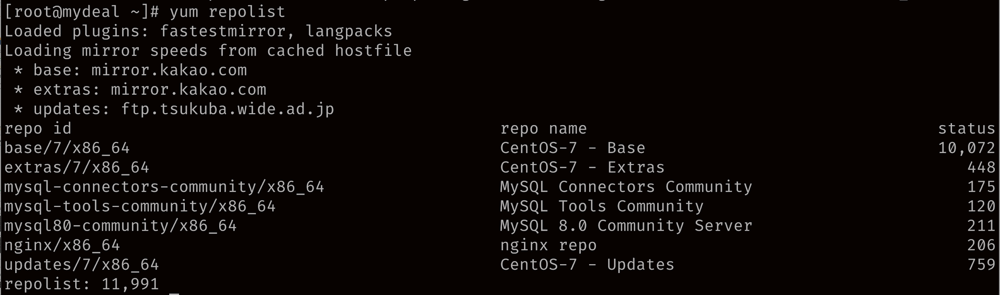 [root@mydeal ~]# yum repolist
Loaded plugins: fastestmirror, langpacks
Loading mirror speeds from cached hostfile
 * base: mirror.kakao.com
 * extras: mirror.kakao.com
 * updates: ftp.tsukuba.wide.ad.jp
repo id repo name status
base/7/x86_64 CentOS-7 - Base 10,072
extras/7/x86_64 CentOS-7 - Extras 448
mysql-connectors-community/x86_64 MySQL Connectors Community 175
mysql-tools-community/x86_64 MySQL Tools Community 120
mysql80-community/x86_64 MySQL 8.0 Community Server 211
nginx/x86_64 nginx repo 206
updates/7/x86_64 CentOS-7 - Updates 759
repolist: 11,991